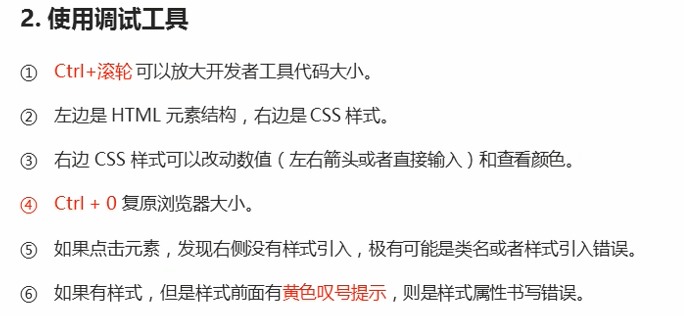 2. 使用调试工具
① Ctrl+滚轮 可以放大开发者工具代码大小。
② 左边是 HTML 元素结构，右边是 CSS 样式。
③ 右边 CSS 样式可以改动数值（左右箭头或者直接输入）和查看颜色。
④ Ctrl + 0 复原浏览器大小。
⑤ 如果点击元素，发现右侧没有样式引入，极有可能是类名或者样式引入错误。
⑥ 如果有样式，但是样式前面有黄色叹号提示，则是样式属性书写错误。